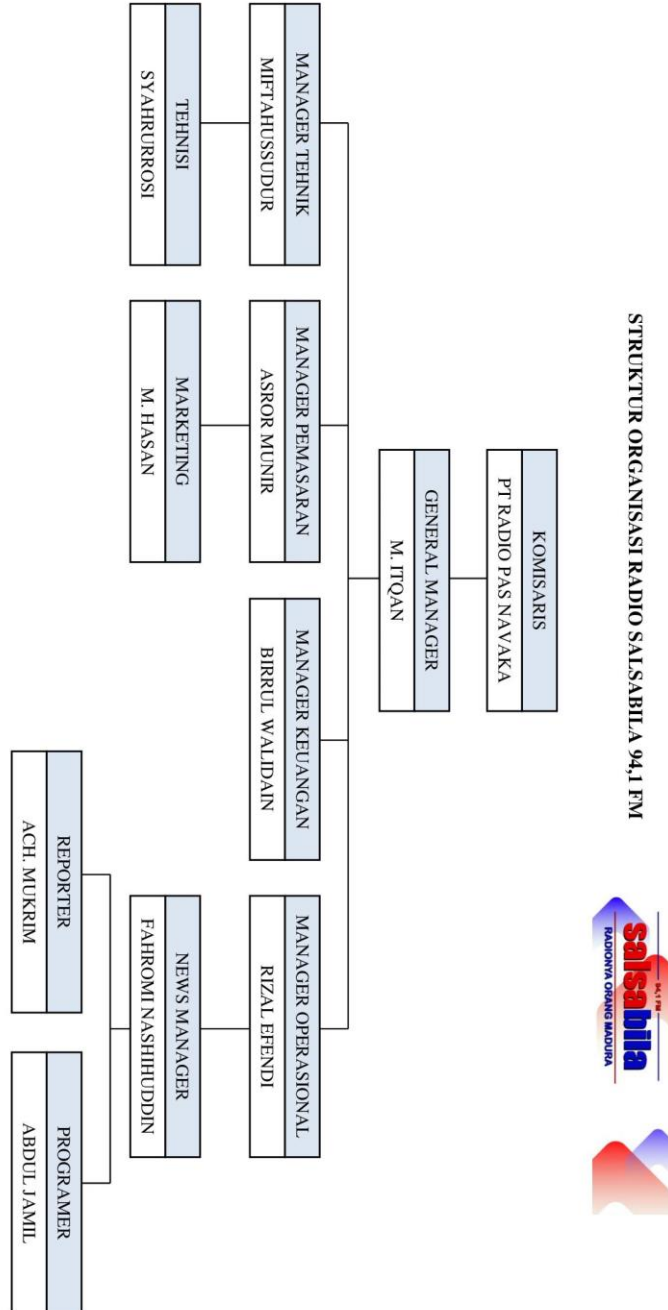 STRUKTUR ORGANISASI RADIO SALSABILA 94,1 FM
94,1 FM
salsabila
RADIONYA ORANG MADURA
KOMISARIS
PT RADIO PAS NAVAKA
GENERAL MANAGER
M. ITQAN
MANAGER TEHNIK
MIFTAHUSSUDUR
MANAGER PEMASARAN
ASROR MUNIR
MANAGER KEUANGAN
BIRRUL WALIDAIN
MANAGER OPERASIONAL
RIZAL EFENDI
TEHNISI
SYAHRURROSI
MARKETING
M. HASAN
NEWS MANAGER
FAHROMI NASHIHUDDIN
REPORTER
ACH. MUKRIM
PROGRAMER
ABDUL JAMIL